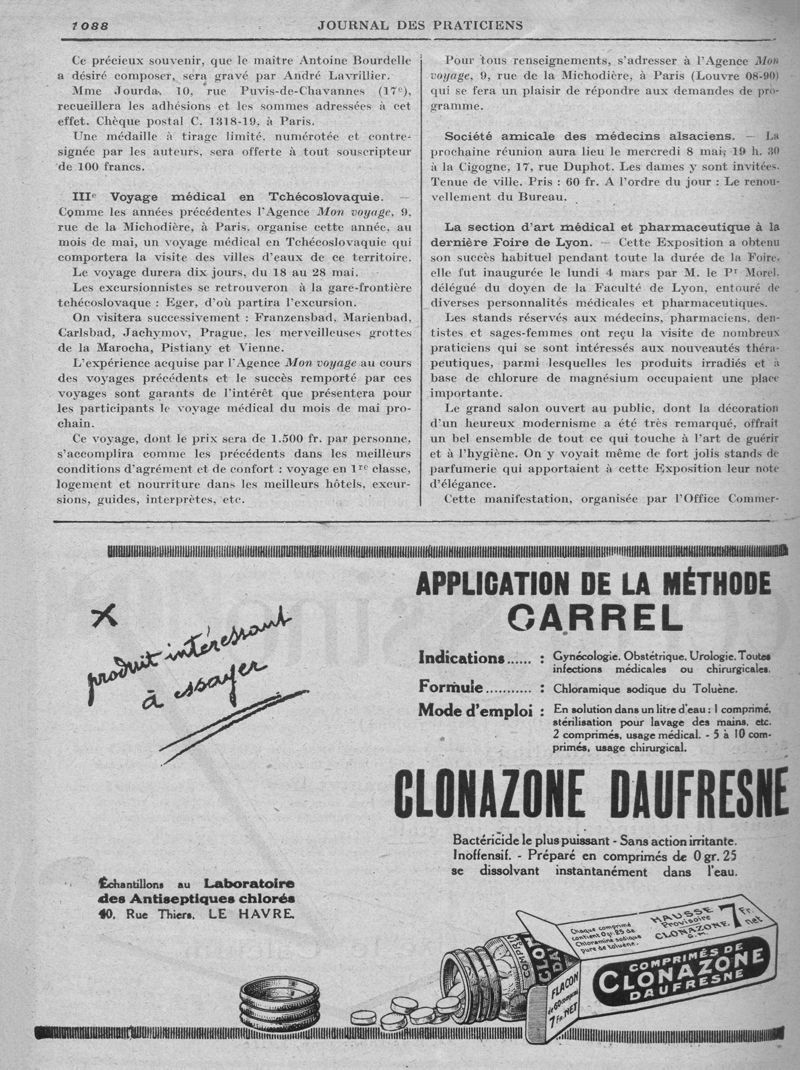 1088
JOURNAL DES PRATICIENS
Ce précieux souvenir, que le maître Antoine Bourdelle
a désiré composer, sera gravé par André Lavrillier.
Mme Jourda, 10, rue Puvis-de-Chavannes (17e),
recueillera les adhésions et les sommes adressées à cet
effet. Chèque postal C. 1318-19, à Paris.
Une médaille à tirage limité, numérotée et contre-
signée par les auteurs, sera offerte à tout souscripteur
de 100 francs.
IIIe Voyage médical en Tchécoslovaquie. —
Comme les années précédentes l'Agence Mon voyage, 9,
rue de la Michodière, à Paris, organise cette année, au
mois de mai, un voyage médical en Tchécoslovaquie qui
comportera la visite des villes d'eaux de ce territoire.
Le voyage durera dix jours, du 18 au 28 mai.
Les excursionnistes se retrouveron à la gare-frontière
tchécoslovaque : Eger, d'où partira l'excursion.
On visitera successivement : Franzensbad, Marienbad,
Carlsbad, Jachymov, Prague, les merveilleuses grottes
de la Marocha, Pistiany et Vienne.
L'expérience acquise par l'Agence Mon voyage au cours
des voyages précédents et le succès remporté par ces
voyages sont garants de l'intérêt que présentera pour
les participants le voyage médical du mois de mai pro-
chain.
Ce voyage, dont le prix sera de 1.500 fr. par personne,
s'accomplira comme les précédents dans les meilleurs
conditions d'agrément et de confort : voyage en 1re classe,
logement et nourriture dans les meilleurs hôtels, excur-
sions, guides, interprètes, etc.
Pour tous renseignements, s'adresser à l'Agence Mon
voyage, 9, rue de la Michodière, à Paris (Louvre 08-90)
qui se fera un plaisir de répondre aux demandes de pro-
gramme.
Société amicale des médecins alsaciens. — La
prochaine réunion aura lieu le mercredi 8 mai, 19 h. 30
à la Cigogne, 17, rue Duphot. Les dames y sont invitées.
Tenue de ville. Pris : 60 fr. A l'ordre du jour : Le renou-
vellement du Bureau.
La section d'art médical et pharmaceutique à la
dernière Foire de Lyon. — Cette Exposition a obtenu
son succès habituel pendant toute la durée de la Foire,
elle fut inaugurée le lundi 4 mars par M. le Pr Morel,
délégué du doyen de la Faculté de Lyon, entouré de
diverses personnalités médicales et pharmaceutiques.
Les stands réservés aux médecins, pharmaciens, den-
tistes et sages-femmes ont reçu la visite de nombreux
praticiens qui se sont intéressés aux nouveautés théra-
peutiques, parmi lesquelles les produits irradiés et à
base de chlorure de magnésium occupaient une place
importante.
Le grand salon ouvert au public, dont la décoration
d'un heureux modernisme a été très remarqué, offrait
un bel ensemble de tout ce qui touche à l'art de guérir
et à l'hygiène. On y voyait même de fort jolis stands de
parfumerie qui apportaient à cette Exposition leur note
d'élégance.
Cette manifestation, organisée par l'Office Commer-
X
produit intéressant
à essayer
APPLICATION DE LA MÉTHODE
CARREL
Indications...... : Gynécologie. Obstétrique. Urologie. Toutes
infections médicales ou chirurgicales.
Formule........... : Chloramique sodique du Toluène.
Mode d'emploi : En solution dans un litre d'eau : 1 comprimé,
stérilisation pour lavage des mains, etc.
2 comprimés, usage médical. - 5 à 10 com-
primés, usage chirurgical.
CLONAZONE DAUFRESNE
Bactéricide le plus puissant - Sans action irritante.
Inoffensif. - Préparé en comprimés de 0 gr. 25
se dissolvant instantanément dans l'eau.
Échantillons au Laboratoire
des Antiseptiques chlorés
40, Rue Thiers, LE HAVRE.
Chaque comprimé
contient 0 gr. 25 de
Chloramine sodique
pure de toluène.
HAUSSE
Provisoire
CLONAZONE
7 Fr.
net
COMPRIMÉS DE
CLONAZONE
DAUFRESNE
FLACON
de 60 comprimés
7 Fr. NET